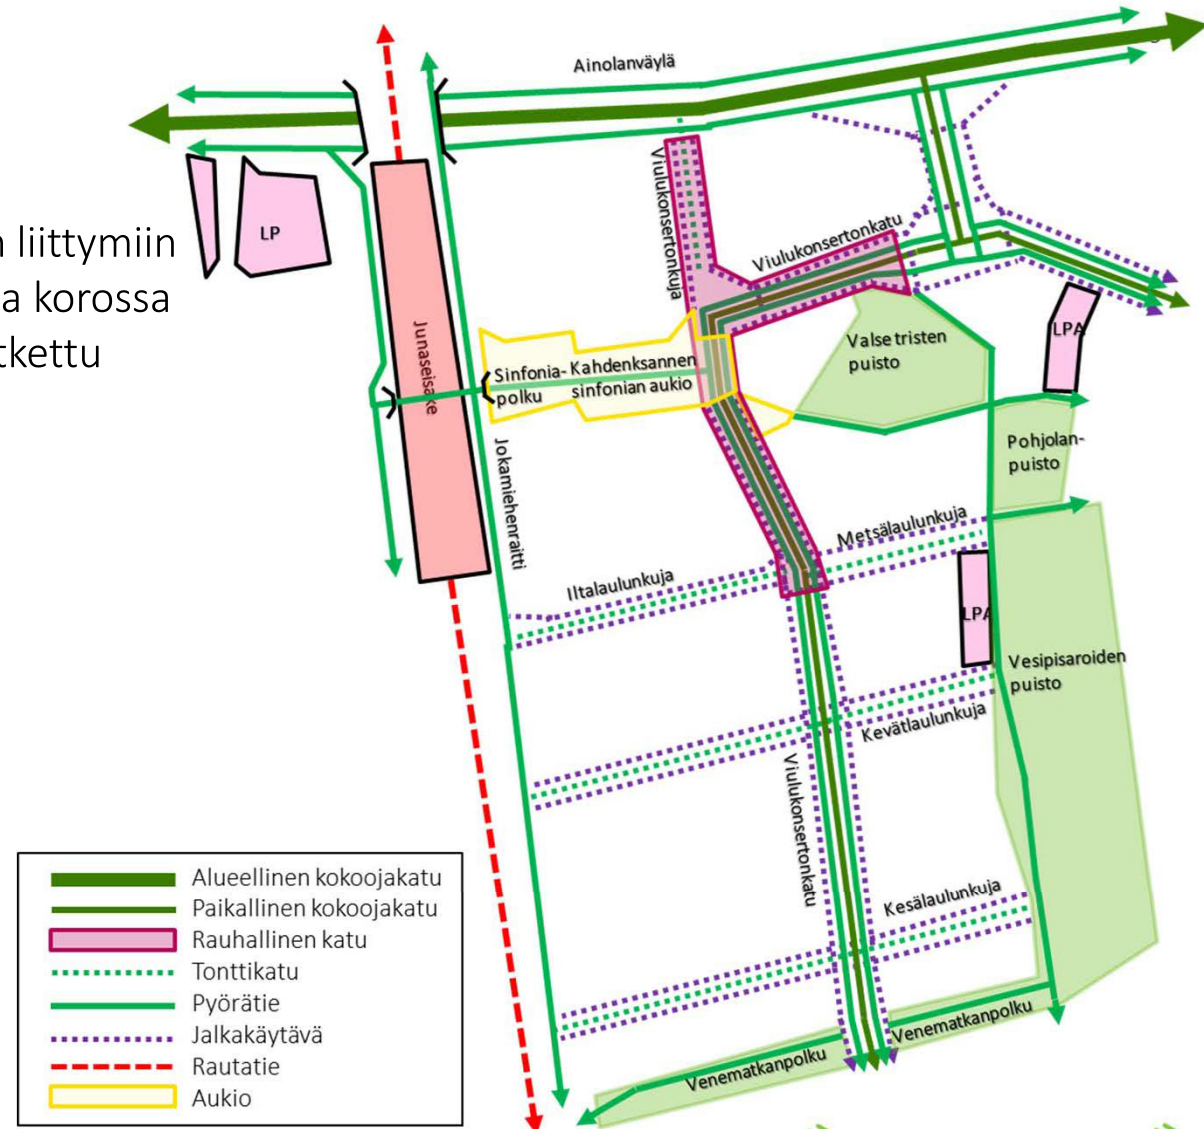 Ainolanväylä
liittymiin
a korossa
tkettu
LP
Viulukonsertonkuja
Viulukonsertonkatu
Junaseisake
Sinfonia-
polku
Kahdenksannen
sinfonian aukio
Valse tristen
puisto
LPA
Pohjolan-
puisto
Jokamiehenraitti
Metsälaulunkuja
Iltalaulunkuja
LPA
Vesipisaroiden
puisto
Kevätlaulunkuja
Viulukonsertonkatu
Kesälaulunkuja
Venematkanpolku
Venematkanpolku
Alueellinen kokoojakatu
Paikallinen kokoojakatu
Rauhallinen katu
Tonttikatu
Pyörätie
Jalkakäytävä
Rautatie
Aukio